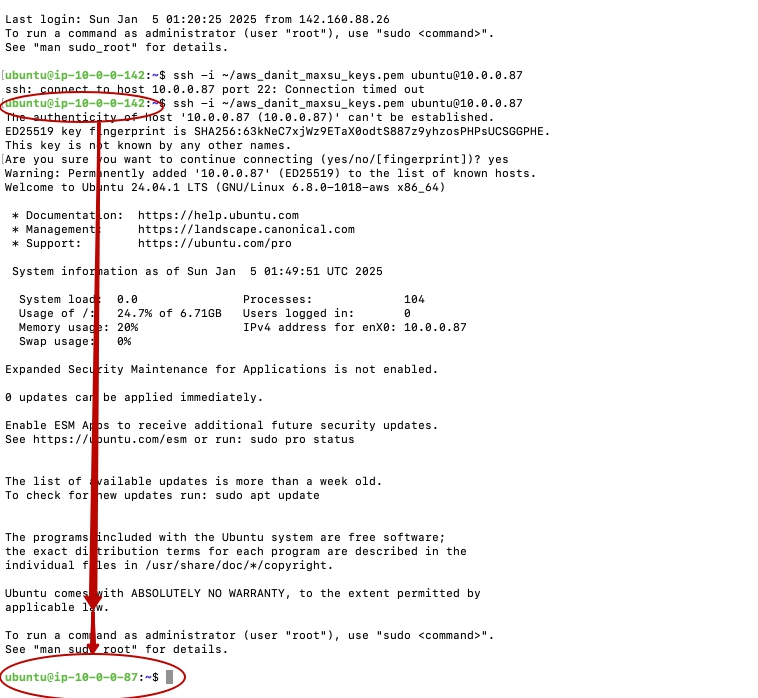 Last login: Sun Jan  5 01:20:25 2025 from 142.160.88.26
To run a command as administrator (user "root"), use "sudo <command>".
See "man sudo_root" for details.

[ubuntu@ip-10-0-0-142:~$ ssh -i ~/aws_danit_maxsu_keys.pem ubuntu@10.0.0.87
ssh: connect to host 10.0.0.87 port 22: Connection timed out
[ubuntu@ip-10-0-0-142:~$ ssh -i ~/aws_danit_maxsu_keys.pem ubuntu@10.0.0.87
The authenticity of host '10.0.0.87 (10.0.0.87)' can't be established.
ED25519 key fingerprint is SHA256:63kNeC7xjWz9ETaX0odtS887z9yhzosPHPsUCSGGPHE.
This key is not known by any other names.
[Are you sure you want to continue connecting (yes/no/[fingerprint])? yes
Warning: Permanently added '10.0.0.87' (ED25519) to the list of known hosts.
Welcome to Ubuntu 24.04.1 LTS (GNU/Linux 6.8.0-1018-aws x86_64)

 * Documentation:  https://help.ubuntu.com
 * Management:     https://landscape.canonical.com
 * Support:        https://ubuntu.com/pro

 System information as of Sun Jan  5 01:49:51 UTC 2025

  System load:  0.0               Processes:             104
  Usage of /:   24.7% of 6.71GB   Users logged in:       0
  Memory usage: 20%               IPv4 address for enX0: 10.0.0.87
  Swap usage:   0%

Expanded Security Maintenance for Applications is not enabled.

0 updates can be applied immediately.

Enable ESM Apps to receive additional future security updates.
See https://ubuntu.com/esm or run: sudo pro status


The list of available updates is more than a week old.
To check for new updates run: sudo apt update


The programs included with the Ubuntu system are free software;
the exact distribution terms for each program are described in the
individual files in /usr/share/doc/*/copyright.

Ubuntu comes with ABSOLUTELY NO WARRANTY, to the extent permitted by
applicable law.

To run a command as administrator (user "root"), use "sudo <command>".
See "man sudo_root" for details.

ubuntu@ip-10-0-0-87:~$